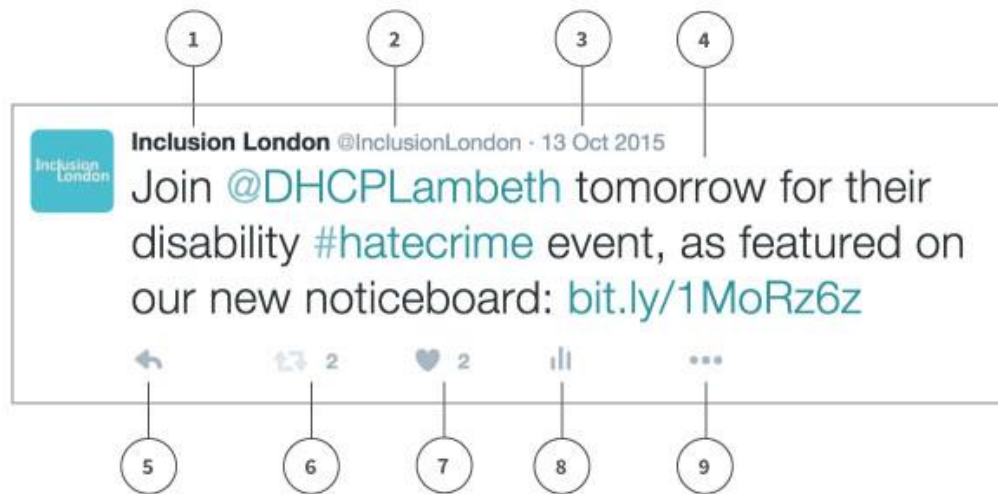 1 2 3 4
Inclusion London
Inclusion London @InclusionLondon · 13 Oct 2015
Join @DHCPLambeth tomorrow for their
disability #hatecrime event, as featured on
our new noticeboard: bit.ly/1MoRz6z
2 2
5 6 7 8 9